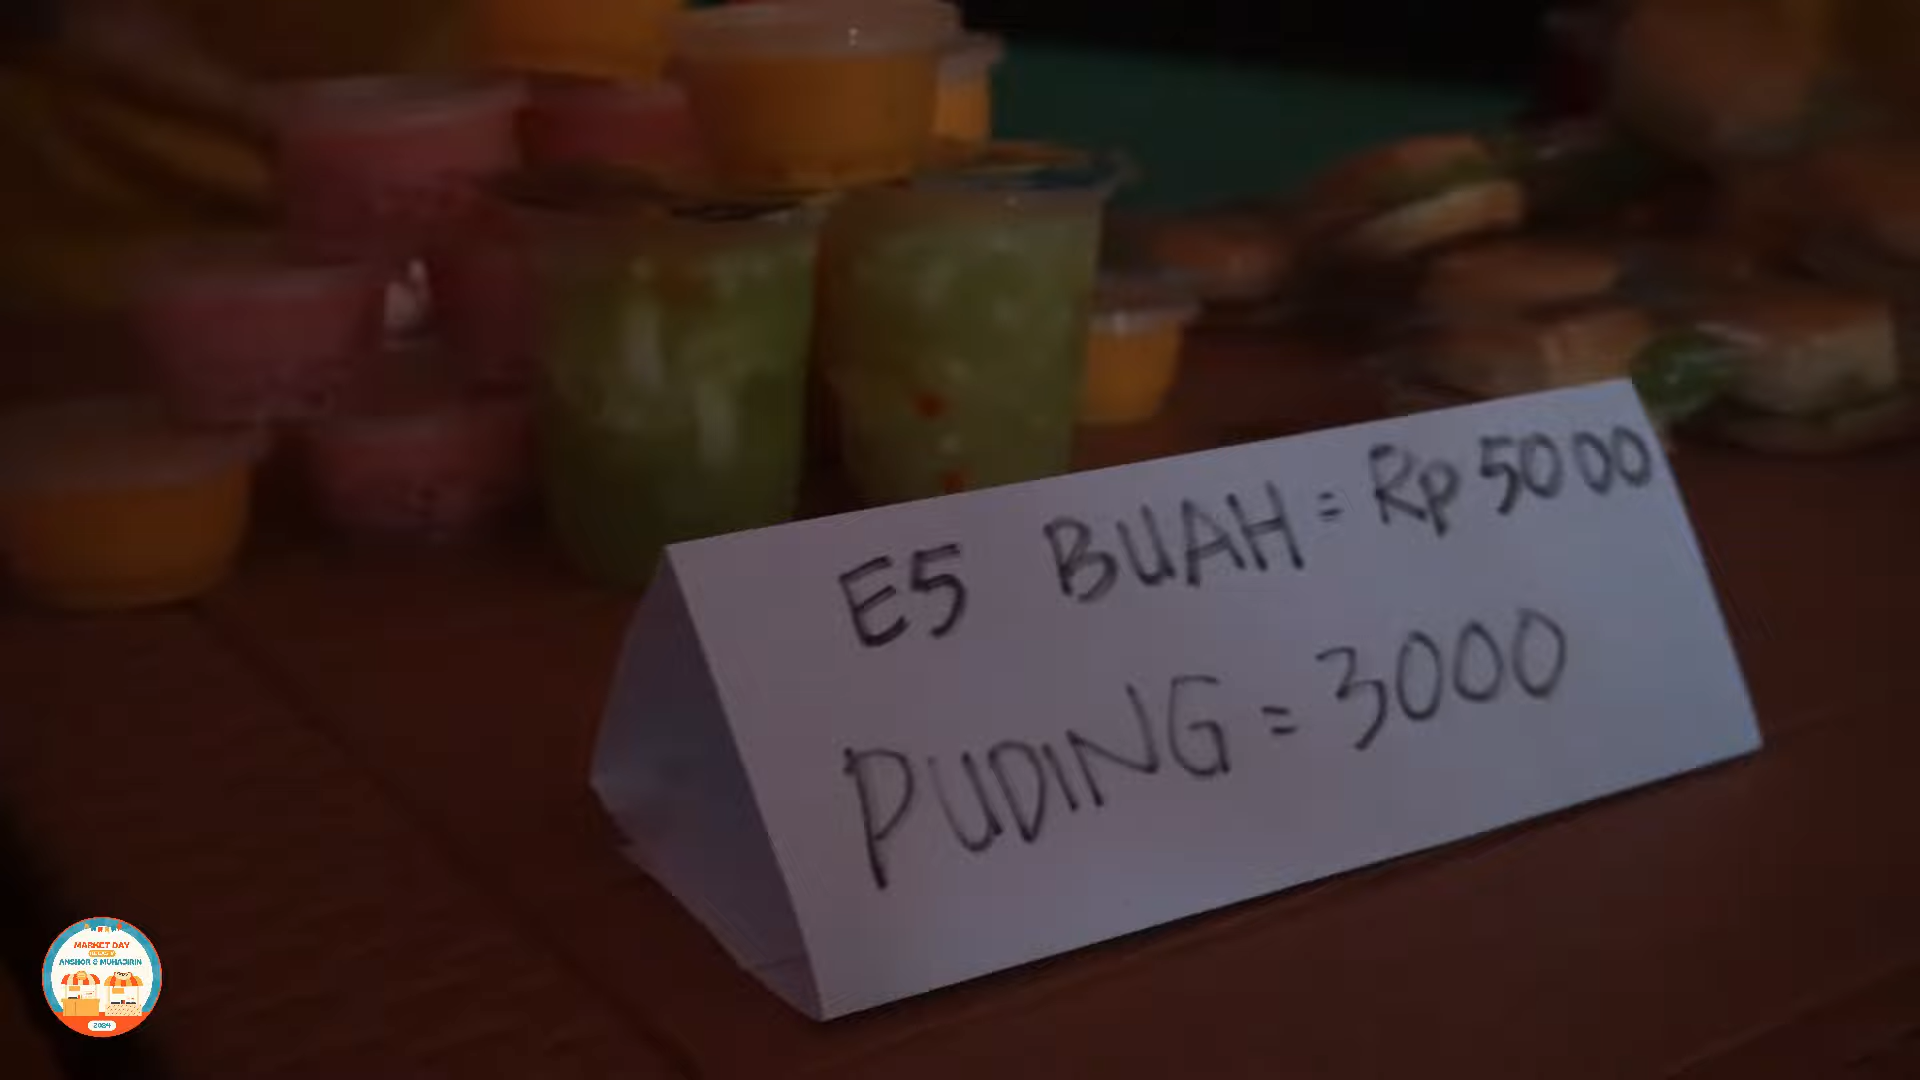 E5 BUAH = Rp 5000
PUDING = 3000
MARKET DAY
ANSHOR & MUHAJIRIN
2024